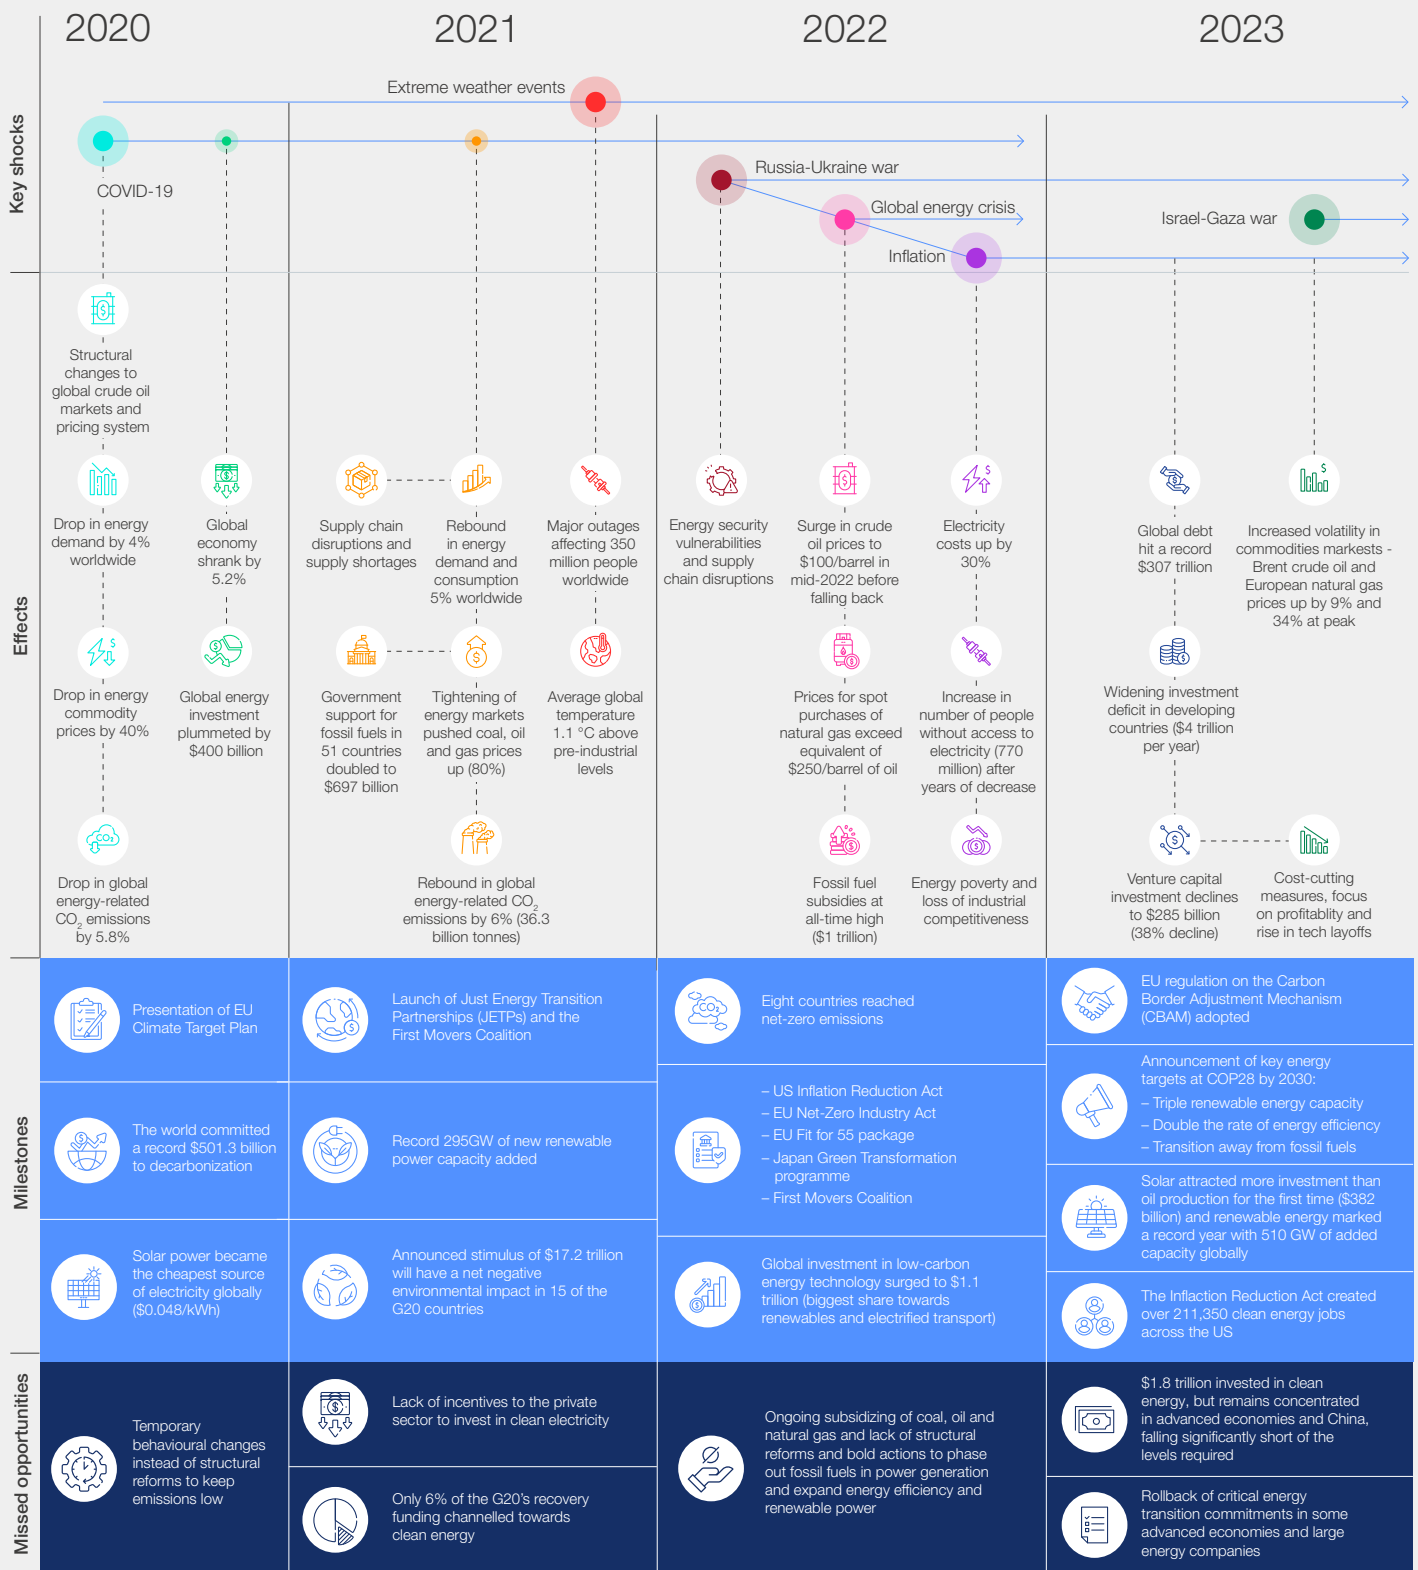 2020
2021
2022
2023
Key shocks
Extreme weather events
COVID-19
Russia-Ukraine war
Global energy crisis
Israel-Gaza war
Inflation
Effects
Structural
changes to
global crude oil
markets and
pricing system
Drop in energy
demand by 4%
worldwide
Global
economy
shrank by
5.2%
Supply chain
disruptions and
supply shortages
Rebound
in energy
demand and
consumption
5% worldwide
Major outages
affecting 350
million people
worldwide
Energy security
vulnerabilities
and supply
chain disruptions
Surge in crude
oil prices to
$100/barrel in
mid-2022 before
falling back
Electricity
costs up by
30%
Global debt
hit a record
$307 trillion
Increased volatility in
commodities markests -
Brent crude oil and
European natural gas
prices up by 9% and
34% at peak
Drop in energy
commodity
prices by 40%
Global energy
investment
plummeted by
$400 billion
Government
support for
fossil fuels in
51 countries
doubled to
$697 billion
Tightening of
energy markets
pushed coal, oil
and gas prices
up (80%)
Average global
temperature
1.1 °C above
pre-industrial
levels
Prices for spot
purchases of
natural gas exceed
equivalent of
$250/barrel of oil
Increase in
number of people
without access to
electricity (770
million) after
years of decrease
Widening investment
deficit in developing
countries ($4 trillion
per year)
Drop in global
energy-related
CO2 emissions
by 5.8%
Rebound in global
energy-related CO2
emissions by 6% (36.3
billion tonnes)
Fossil fuel
subsidies at
all-time high
($1 trillion)
Energy poverty and
loss of industrial
competitiveness
Venture capital
investment declines
to $285 billion
(38% decline)
Cost-cutting
measures, focus
on profitablity and
rise in tech layoffs
Milestones
Presentation of EU
Climate Target Plan
The world committed
a record $501.3 billion
to decarbonization
Solar power became
the cheapest source
of electricity globally
($0.048/kWh)
Launch of Just Energy Transition
Partnerships (JETPs) and the
First Movers Coalition
Record 295GW of new renewable
power capacity added
Announced stimulus of $17.2 trillion
will have a net negative
environmental impact in 15 of the
G20 countries
CO2
Eight countries reached
net-zero emissions
– US Inflation Reduction Act
– EU Net-Zero Industry Act
– EU Fit for 55 package
– Japan Green Transformation
programme
– First Movers Coalition
Global investment in low-carbon
energy technology surged to $1.1
trillion (biggest share towards
renewables and electrified transport)
EU regulation on the Carbon
Border Adjustment Mechanism
(CBAM) adopted
Announcement of key energy
targets at COP28 by 2030:
– Triple renewable energy capacity
– Double the rate of energy efficiency
– Transition away from fossil fuels
Solar attracted more investment than
oil production for the first time ($382
billion) and renewable energy marked
a record year with 510 GW of added
capacity globally
The Inflaction Reduction Act created
over 211,350 clean energy jobs
across the US
Missed opportunities
Temporary
behavioural changes
instead of structural
reforms to keep
emissions low
Lack of incentives to the private
sector to invest in clean electricity
Only 6% of the G20's recovery
funding channelled towards
clean energy
Ongoing subsidizing of coal, oil and
natural gas and lack of structural
reforms and bold actions to phase
out fossil fuels in power generation
and expand energy efficiency and
renewable power
$1.8 trillion invested in clean
energy, but remains concentrated
in advanced economies and China,
falling significantly short of the
levels required
Rollback of critical energy
transition commitments in some
advanced economies and large
energy companies